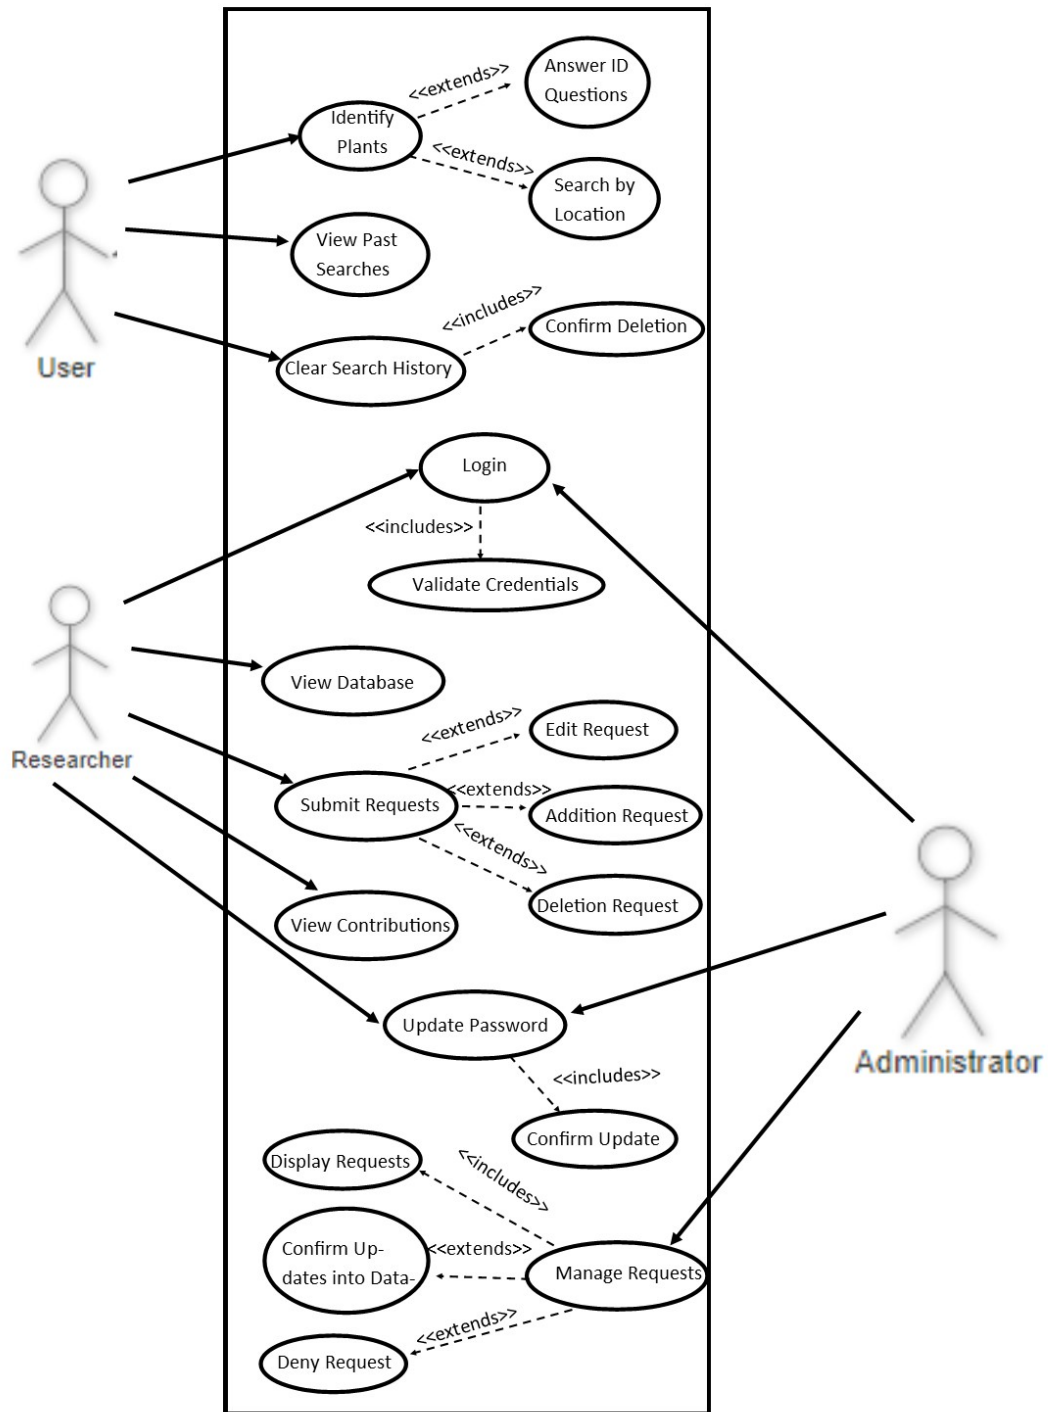 <<extends>>
Answer ID
Questions
Identify
Plants
<<extends>>
Search by
Location
View Past
Searches
<<includes>>
Confirm Deletion
Clear Search History
User
Login
<<includes>>
Validate Credentials
View Database
Researcher
<<extends>>
Edit Request
Submit Requests
<<extends>>
Addition Request
<<extends>>
Deletion Request
View Contributions
Update Password
<<includes>>
Confirm Update
Administrator
Display Requests
<<includes>>
Confirm Up-
dates into Data-
<<extends>>
Manage Requests
<<extends>>
Deny Request